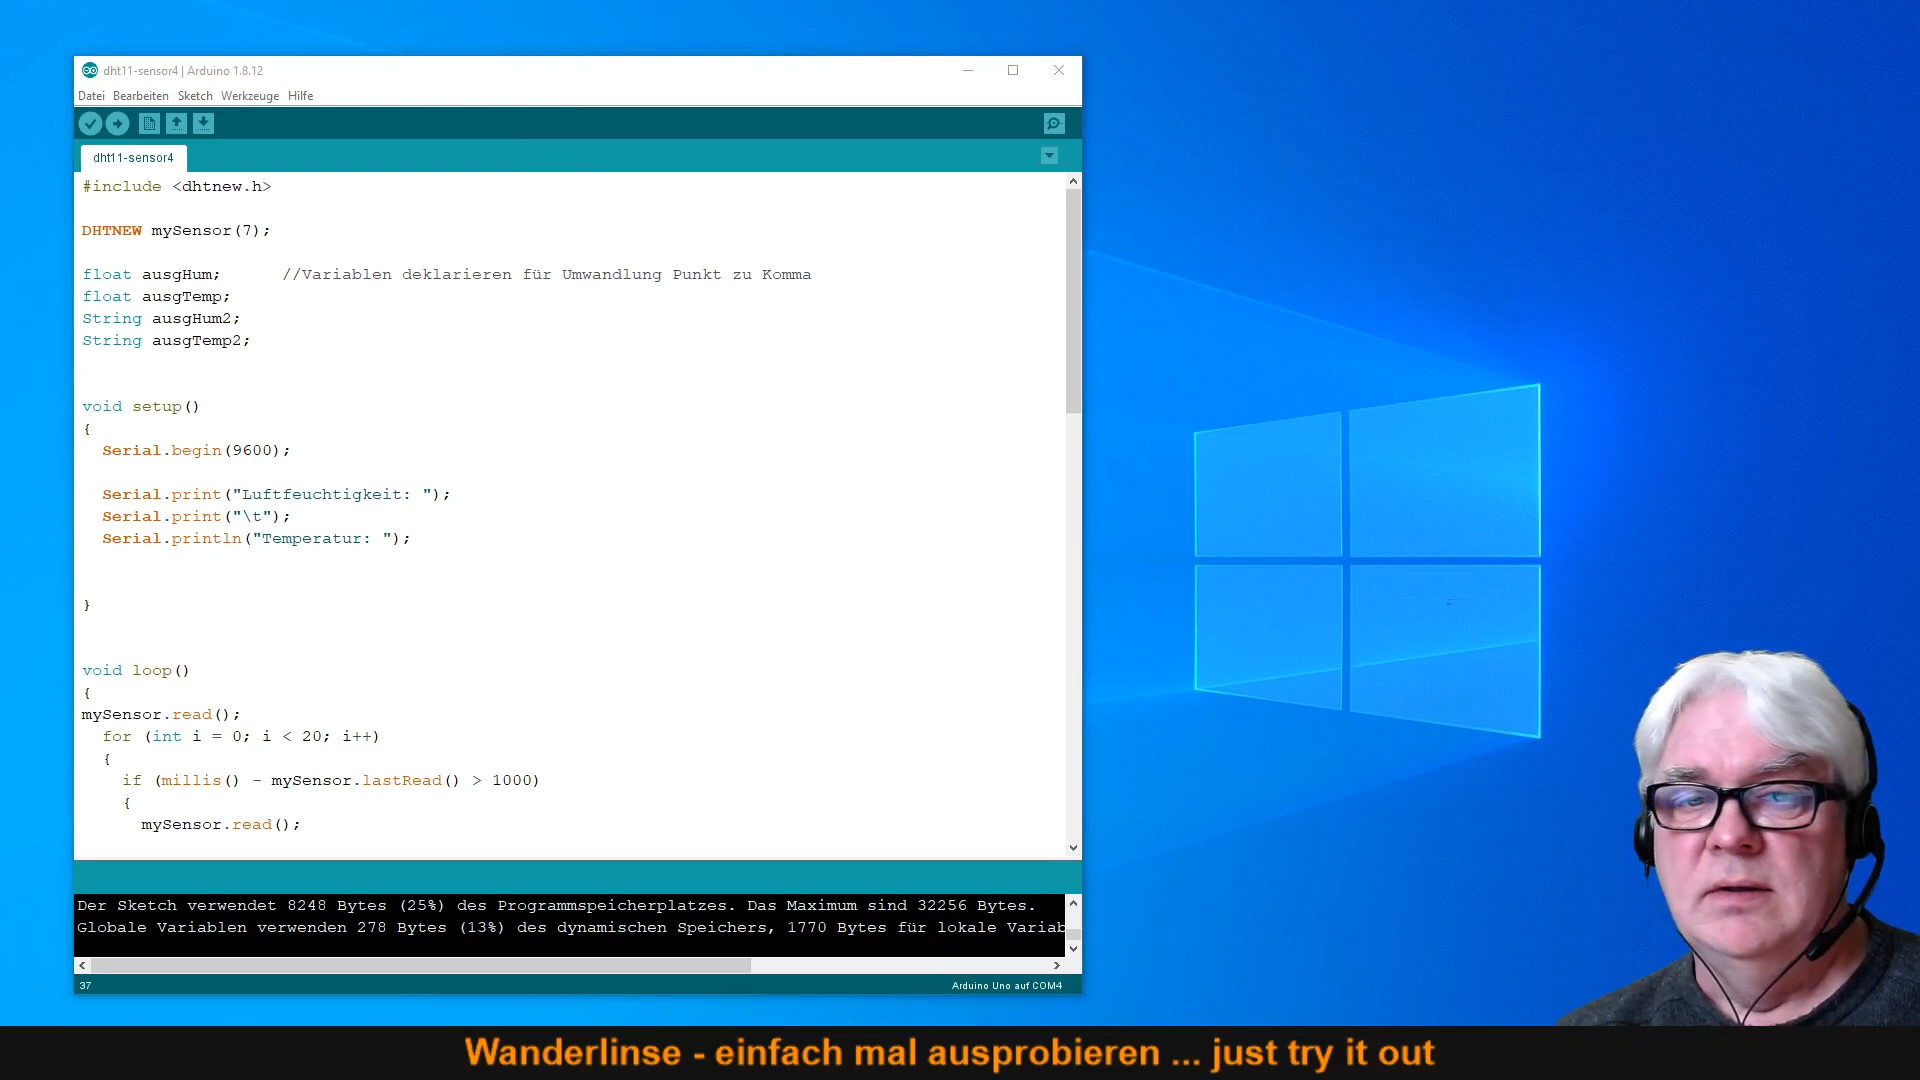 dht11-sensor4 | Arduino 1.8.12
Datei Bearbeiten Sketch Werkzeuge Hilfe
dht11-sensor4
#include <dhtnew.h>
DHTNEW mySensor(7);
float ausgHum; //Variablen deklarieren für Umwandlung Punkt zu Komma
float ausgTemp;
String ausgHum2;
String ausgTemp2;
void setup()
{
Serial.begin(9600);
Serial.print("Luftfeuchtigkeit: ");
Serial.print("\t");
Serial.println("Temperatur: ");
}
void loop()
{
mySensor.read();
for (int i = 0; i < 20; i++)
{
if (millis() - mySensor.lastRead() > 1000)
{
mySensor.read();
Der Sketch verwendet 8248 Bytes (25%) des Programmspeicherplatzes. Das Maximum sind 32256 Bytes.
Globale Variablen verwenden 278 Bytes (13%) des dynamischen Speichers, 1770 Bytes für lokale Variab
37
Arduino Uno auf COM4
Wanderlinse - einfach mal ausprobieren ... just try it out